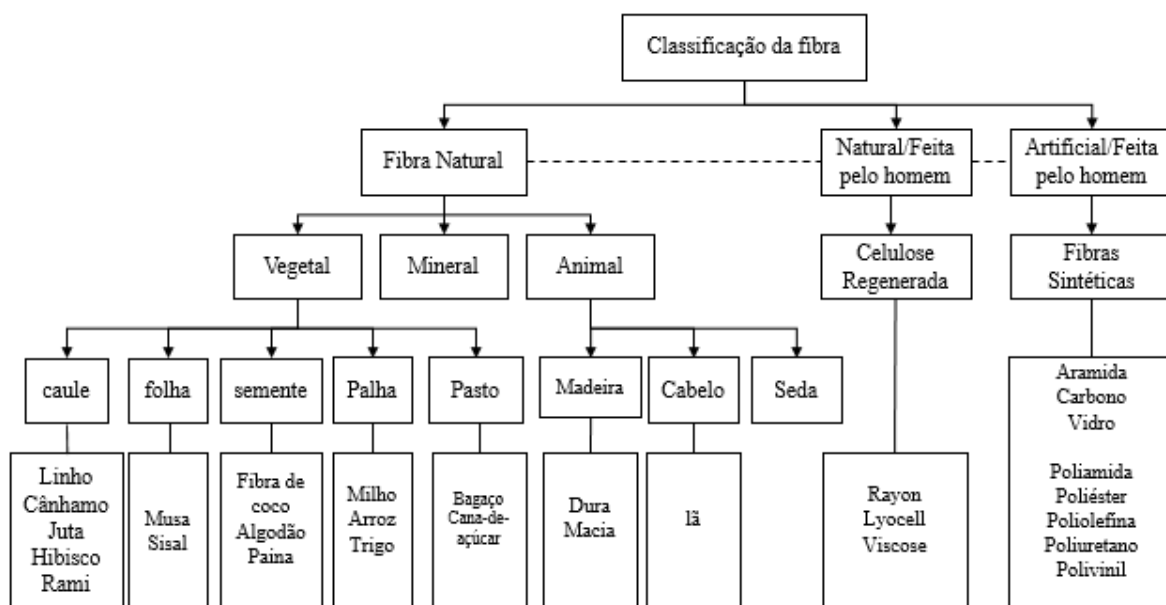 Classificação da fibra
Fibra Natural
Natural/Feita
pelo homem
Artificial/Feita
pelo homem
Vegetal
Mineral
Animal
Celulose
Regenerada
Fibras
Sintéticas
caule
folha
semente
Palha
Pasto
Madeira
Cabelo
Seda
Linho
Cânhamo
Juta
Hibisco
Rami
Musa
Sisal
Fibra de
coco
Algodão
Paina
Milho
Arroz
Trigo
Bagaço
Cana-de-
açúcar
Dura
Macia
lã
Rayon
Lyocell
Viscose
Aramida
Carbono
Vidro
Poliamida
Poliéster
Poliolefína
Poliuretano
Polivinil